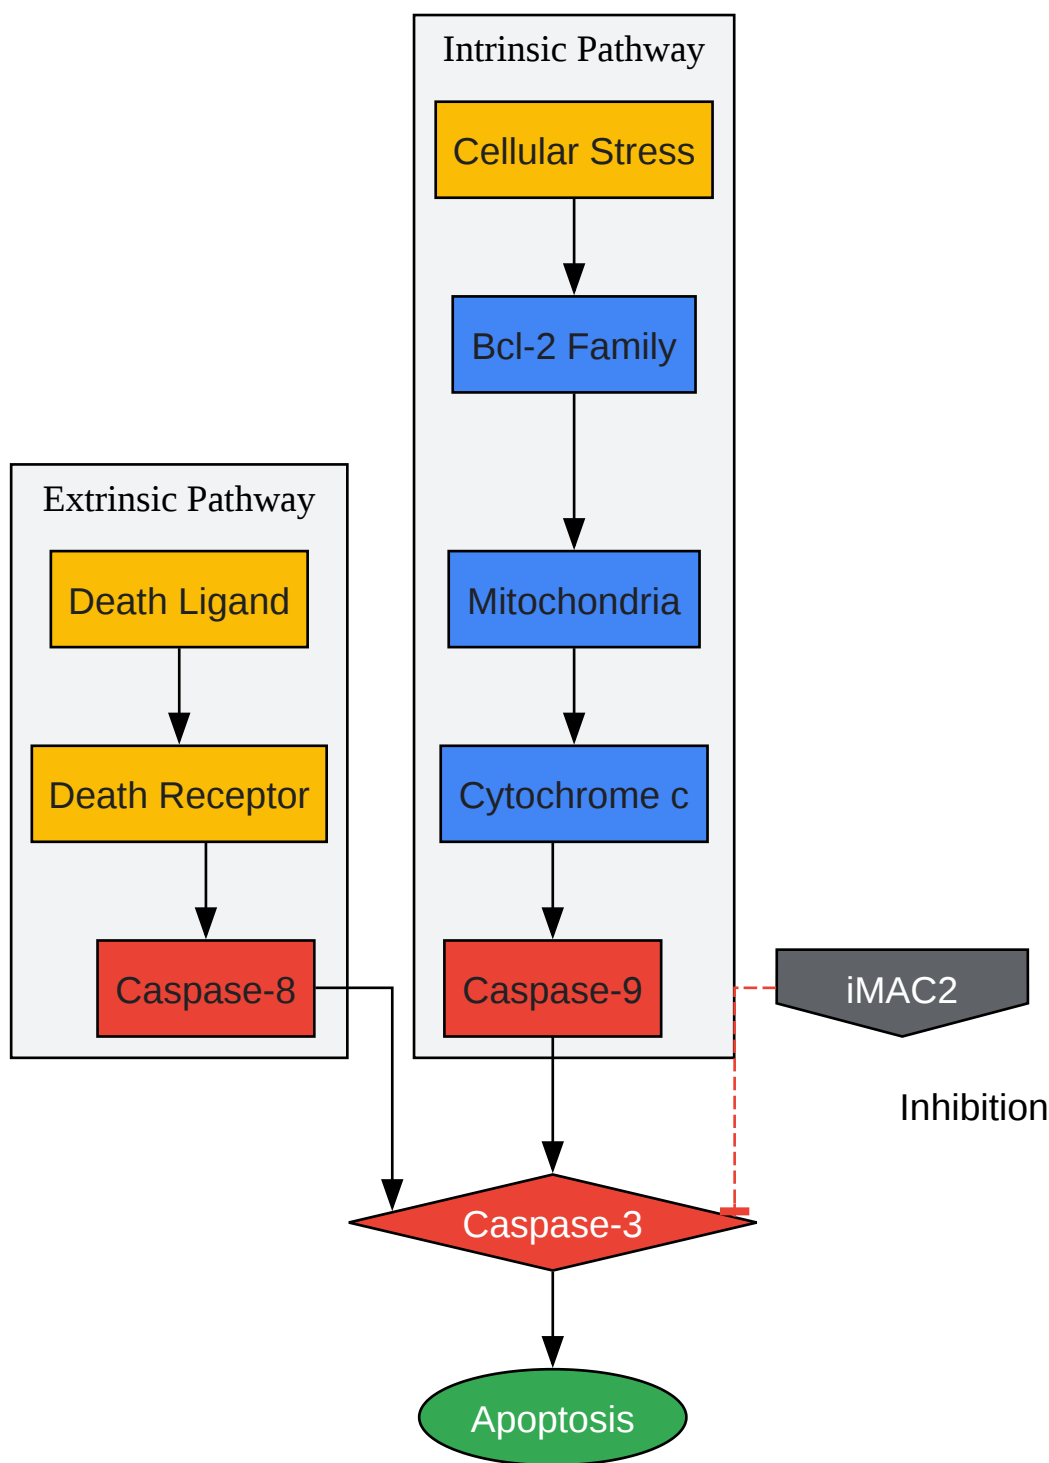 Intrinsic Pathway
Cellular Stress
Bcl-2 Family
Extrinsic Pathway
Death Ligand
Mitochondria
Death Receptor
Cytochrome c
Caspase-8
Caspase-9
iMAC2
Inhibition
Caspase-3
Apoptosis